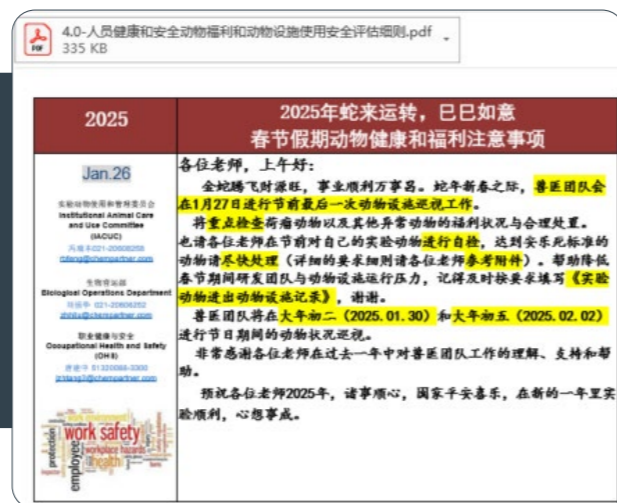 4.0-人员健康和安全动物福利和动物设施使用安全评估细则.pdf
335 KB
2025
2025年蛇来运转，巳巳如意
春节假期动物健康和福利注意事项
Jan.26
实验动物使用和管理委员会
Institutional Animal Care
and Use Committee
(IACUC)
生物营运部
Biological Operations Department
职业健康与安全
Occupational Health and Safety
(OHS)
各位老师，上午好：
金蛇腾飞财源旺，事业顺利万事昌。蛇年新春之际，兽医团队会
在1月27日进行节前最后一次动物设施巡视工作。
将重点检查荷瘤动物以及其他异常动物的福利状况与合理处置。
也请各位老师在节前对自己的实验动物进行自检，达到安乐死标准的
动物请尽快处理（详细的要求细则请各位老师参考附件）。帮助降低
春节期间研发团队与动物设施运行压力，记得及时按要求填写《实验
动物进出动物设施记录》，谢谢。
兽医团队将在大年初二（2025.01.30）和大年初五（2025.02.02）
进行节日期间的动物状况巡视。
非常感谢各位老师在过去一年中对兽医团队工作的理解、支持和帮
助。
预祝各位老师2025年，诸事顺心，国家平安喜乐，在新的一年里实
验顺利，心想事成。
work safety
workplace hazards
health
employee
protection